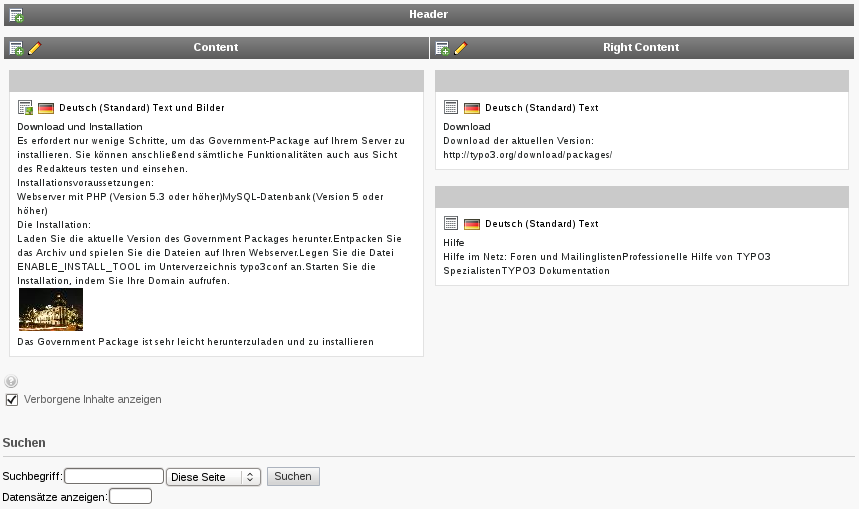 Header
Content
Right Content
Deutsch (Standard) Text und Bilder
Download und Installation
Es erfordert nur wenige Schritte, um das Government-Package auf Ihrem Server zu
installieren. Sie können anschließend sämtliche Funktionalitäten auch aus Sicht
des Redakteurs testen und einsehen.
Installationsvoraussetzungen:
Webserver mit PHP (Version 5.3 oder höher)MySQL-Datenbank (Version 5 oder
höher)
Die Installation:
Laden Sie die aktuelle Version des Government Packages herunter.Entpacken Sie
das Archiv und spielen Sie die Dateien auf Ihren Webserver.Legen Sie die Datei
ENABLE_INSTALL_TOOL im Unterverzeichnis typo3conf an.Starten Sie die
Installation, indem Sie Ihre Domain aufrufen.
Das Government Package ist sehr leicht herunterzuladen und zu installieren
Deutsch (Standard) Text
Download
Download der aktuellen Version:
http://typo3.org/download/packages/
Deutsch (Standard) Text
Hilfe
Hilfe im Netz: Foren und MailinglistenProfessionelle Hilfe von TYPO3
SpezialistenTYPO3 Dokumentation
?
Verborgene Inhalte anzeigen
Suchen
Suchbegriff: Diese Seite Suchen
Datensätze anzeigen: